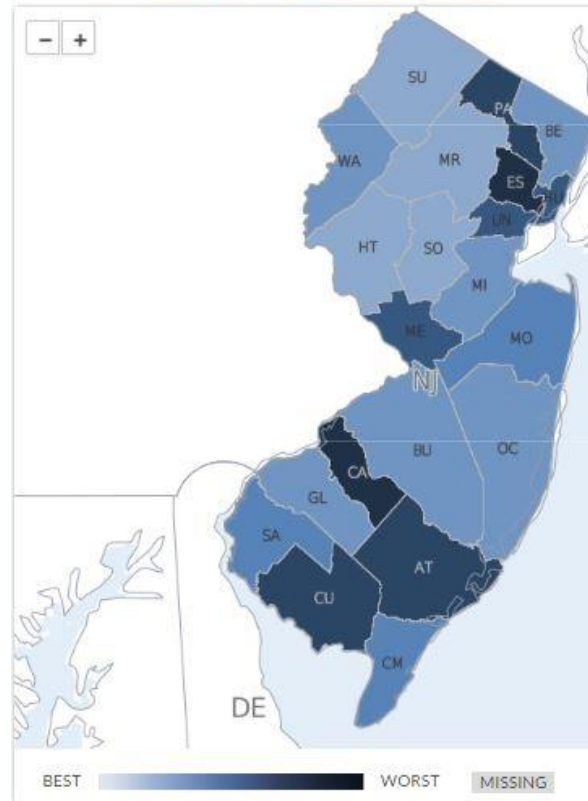 − +
SU
PA
BE
WA
MR
ES
HU
UN
HT
SO
MI
ME
MO
NJ
BU
OC
CA
GL
SA
AT
CU
CM
DE
BEST WORST MISSING